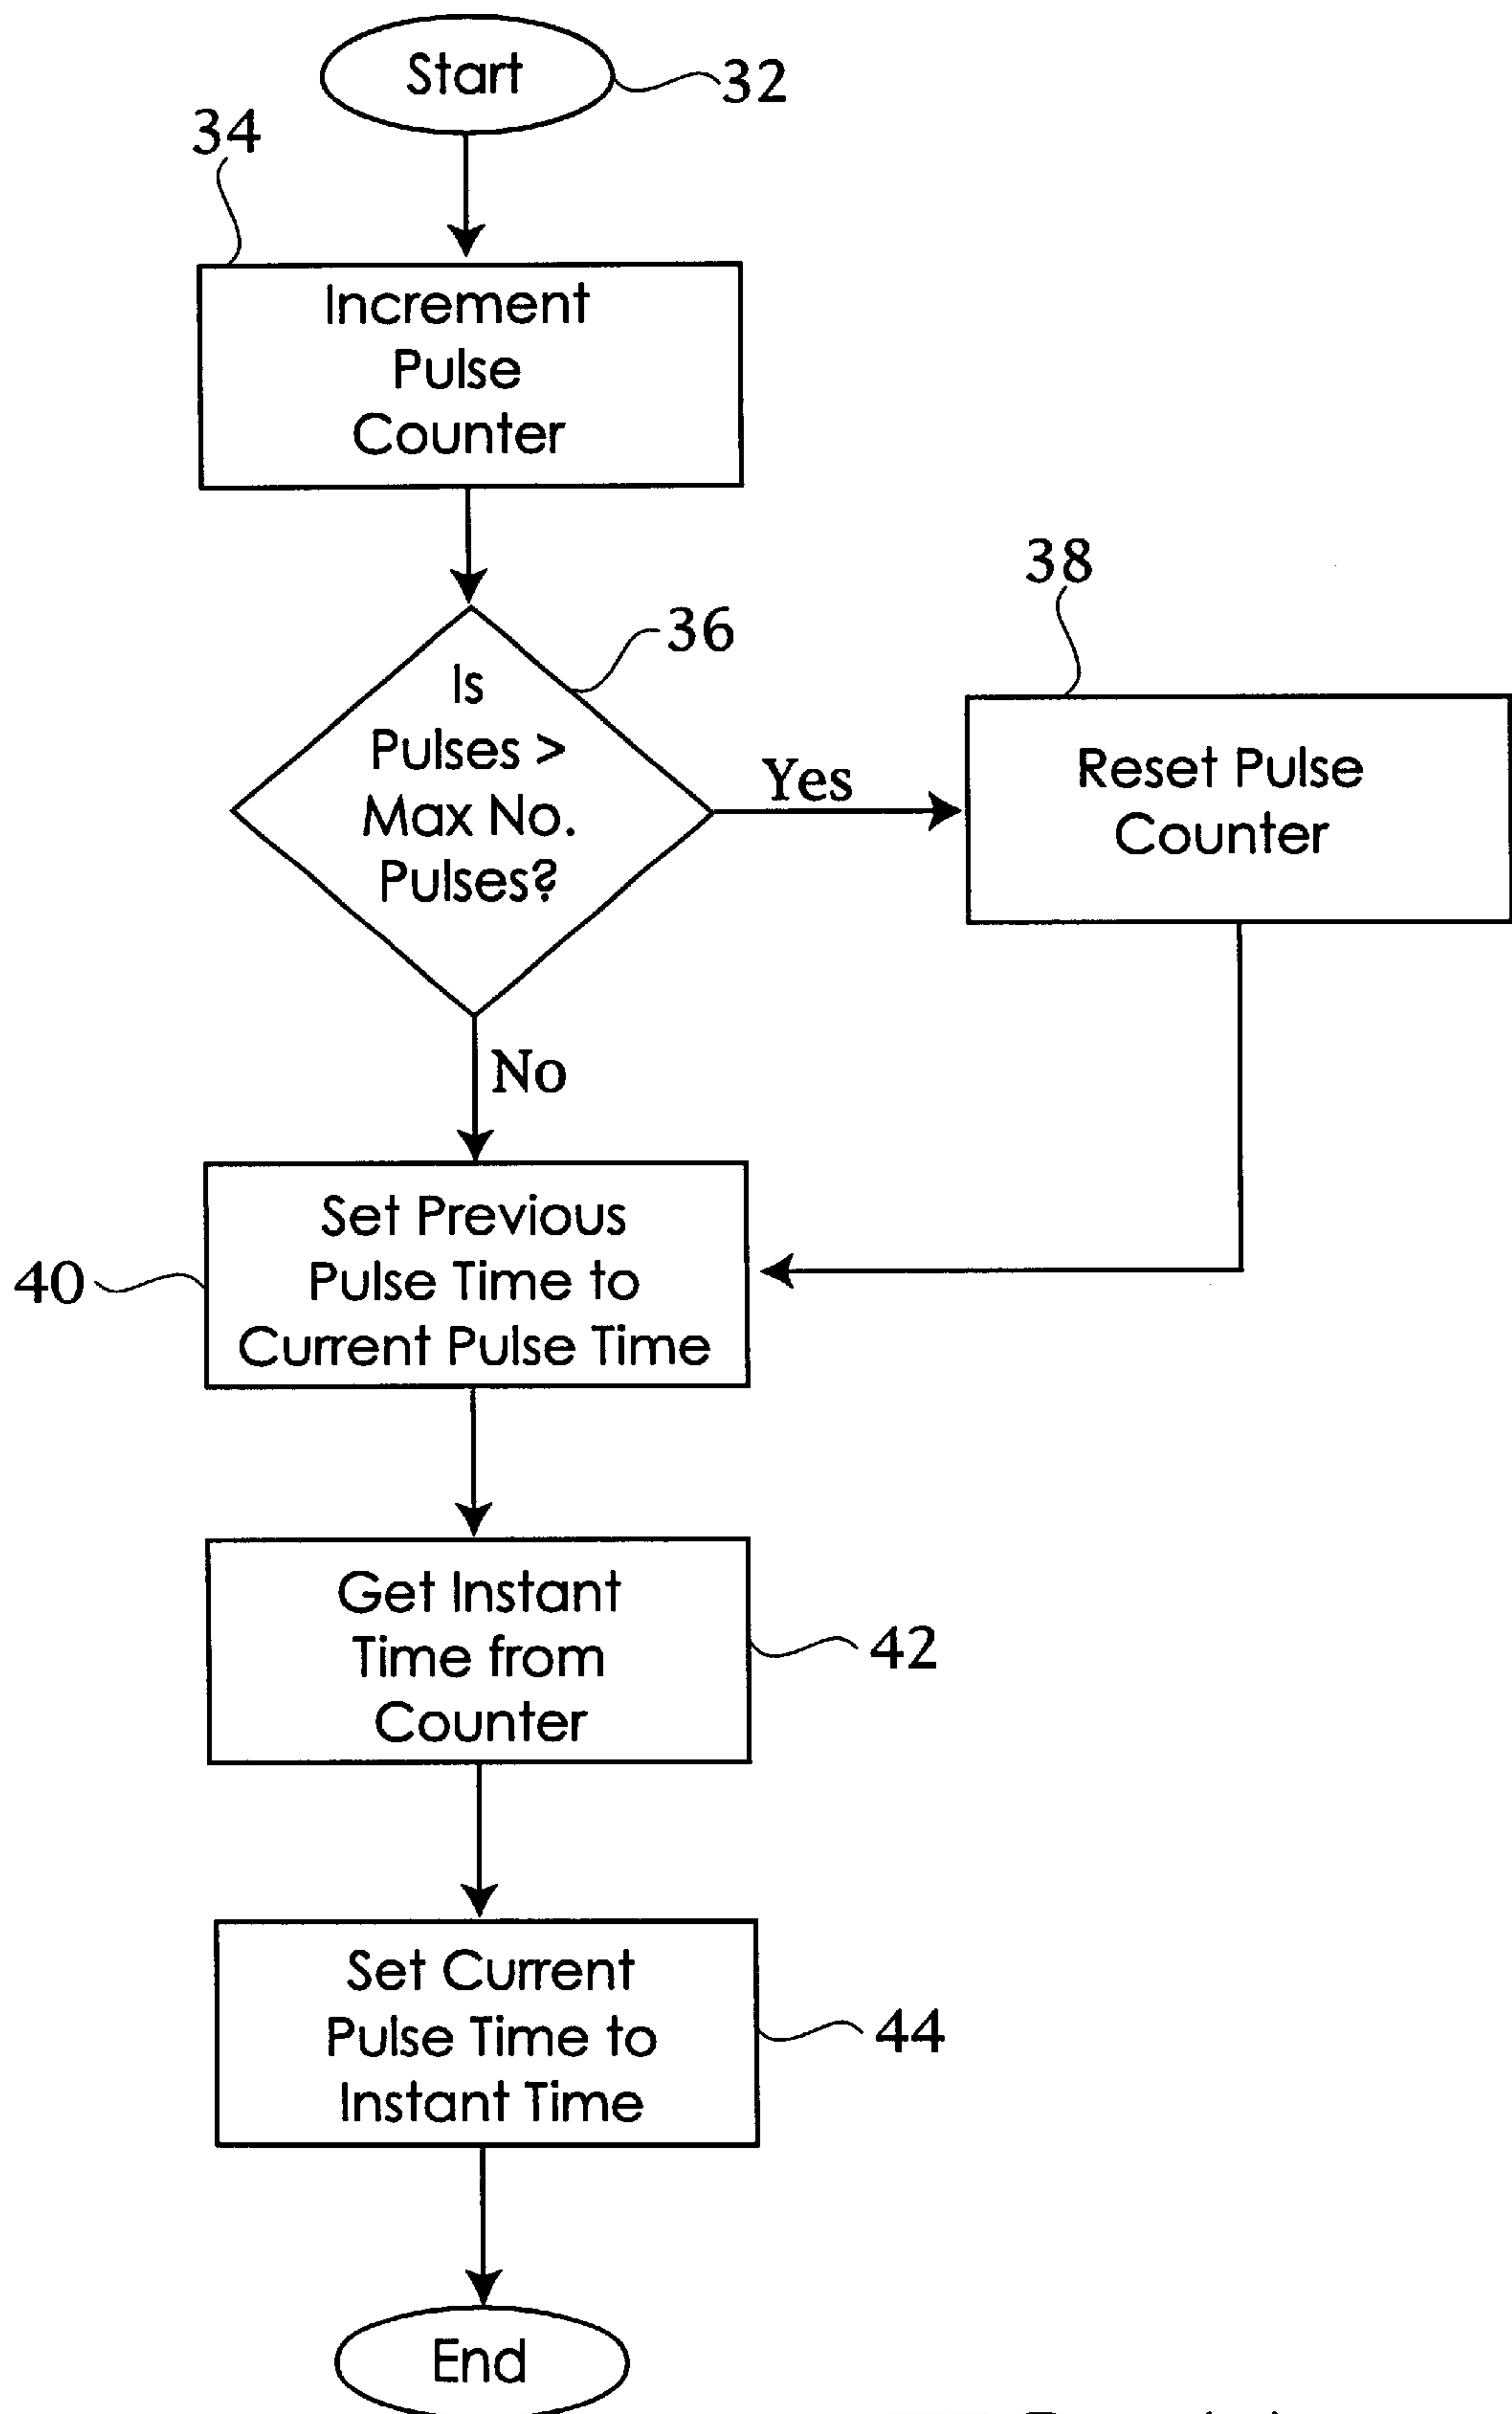 Start
32
34
Increment
Pulse
Counter
36
Is
Pulses >
Max No.
Pulses?
Yes
38
Reset Pulse
Counter
No
40
Set Previous
Pulse Time to
Current Pulse Time
Get Instant
Time from
Counter
42
Set Current
Pulse Time to
Instant Time
44
End